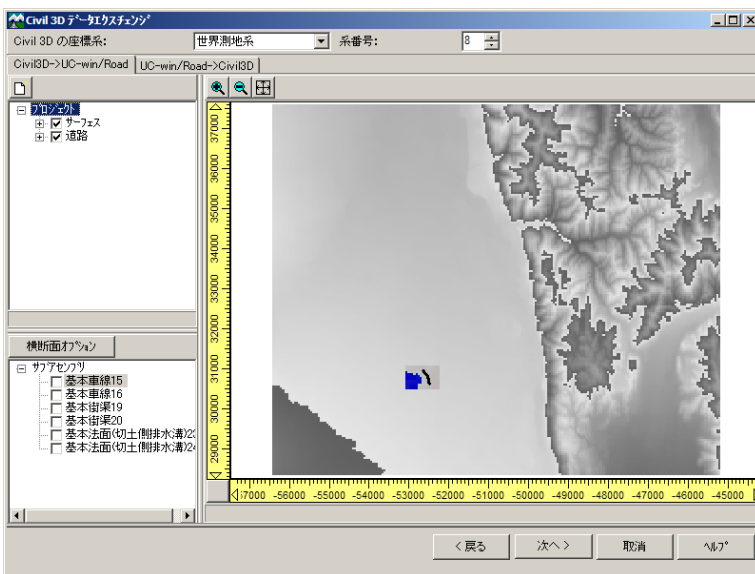 Civil 3D データエクスチェンジ
Civil 3D の座標系: 世界測地系 系番号: 8
Civil3D->UC-win/Road UC-win/Road->Civil3D
プロジェクト
サーフェス
道路
横断面オプション
サブアセンブリ
基本車線15
基本車線16
基本街渠19
基本街渠20
基本法面(切土(側排水溝)2
基本法面(切土(側排水溝)2
37000
36000
35000
34000
33000
32000
31000
30000
29000
57000 -56000 -55000 -54000 -53000 -52000 -51000 -50000 -49000 -48000 -47000 -46000 -45000
<戻る 次へ> 取消 ヘルプ